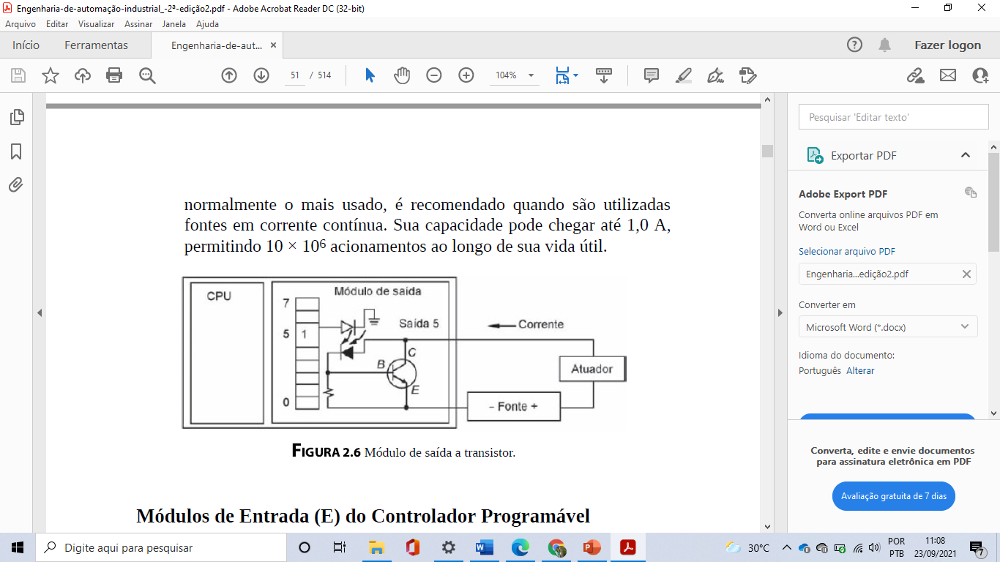 Engenharia-de-automação-industrial_-2ª-edição2.pdf - Adobe Acrobat Reader DC (32-bit)
Arquivo Editar Visualizar Assinar Janela Ajuda
Início Ferramentas Engenharia-de-aut... × Fazer logon
51 / 514 104%
normalmente o mais usado, é recomendado quando são utilizadas
fontes em corrente contínua. Sua capacidade pode chegar até 1,0 A,
permitindo 10 × 10⁶ acionamentos ao longo de sua vida útil.
CPU
Módulo de saída
7
5 1
0
Saída 5
Corrente
C
B
E
Atuador
– Fonte +
FIGURA 2.6 Módulo de saída a transistor.
Módulos de Entrada (E) do Controlador Programável
Pesquisar 'Editar texto'
Exportar PDF
Adobe Export PDF
Converta online arquivos PDF em
Word ou Excel
Selecionar arquivo PDF
Engenharia...edição2.pdf
Converter em
Microsoft Word (*.docx)
Idioma do documento:
Português Alterar
Converta, edite e envie documentos
para assinatura eletrônica em PDF
Avaliação gratuita de 7 dias
Digite aqui para pesquisar
30°C
POR
PTB
11:08
23/09/2021
7